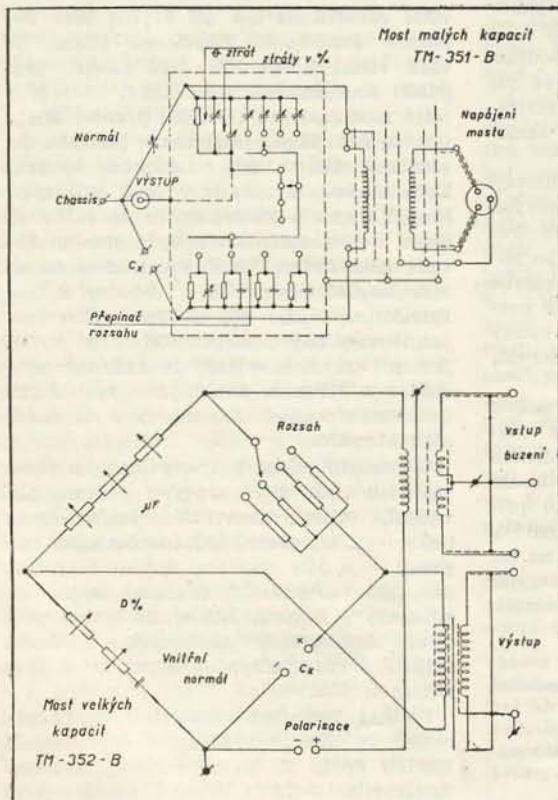 Most malých kapacit
TM-351-B
⊖ ztrát
ztráty v %
Normál
Napájení
mostu
VÝSTUP
Chassis
Cx
Přepínač
rozsahu
Rozsah
Vstup
buzení
µF
D%
Vnitřní
normál
x
Cx
Výstup
Most velkých
kapacit
TM-352-B
Polarisace
- +